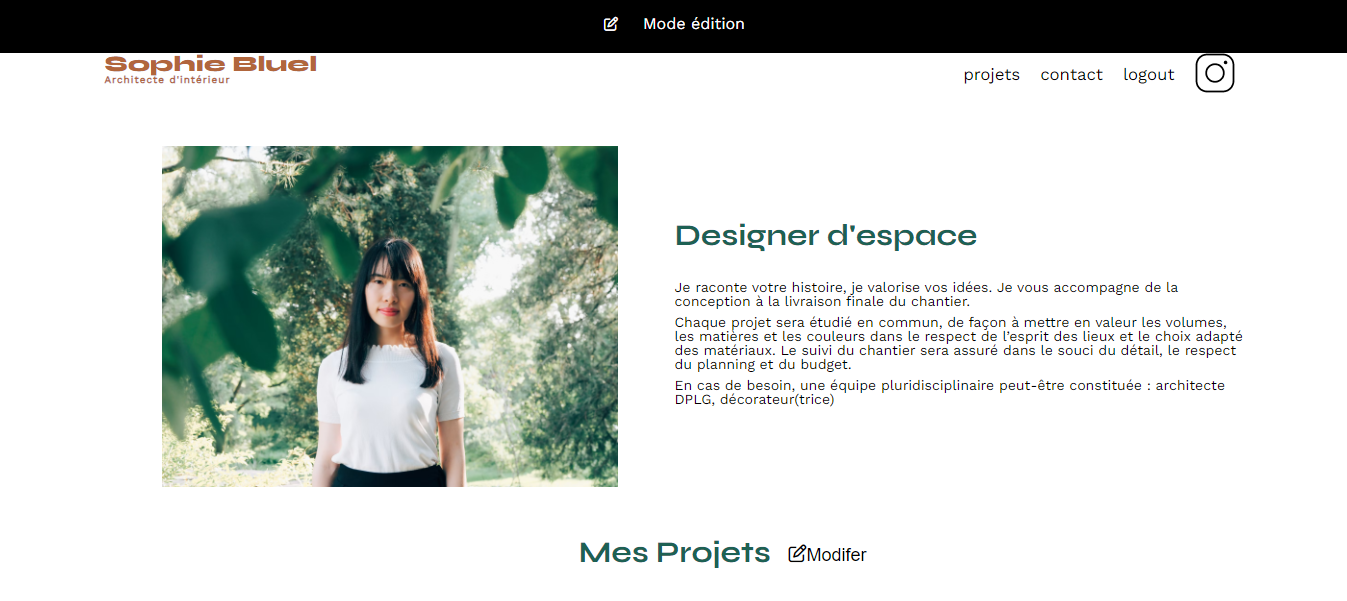 Mode édition
Sophie Bluel
Architecte d'intérieur
projets contact logout
Designer d'espace
Je raconte votre histoire, je valorise vos idées. Je vous accompagne de la
conception à la livraison finale du chantier.
Chaque projet sera étudié en commun, de façon à mettre en valeur les volumes,
les matières et les couleurs dans le respect de l’esprit des lieux et le choix adapté
des matériaux. Le suivi du chantier sera assuré dans le souci du détail, le respect
du planning et du budget.
En cas de besoin, une équipe pluridisciplinaire peut-être constituée : architecte
DPLG, décorateur(trice)
Mes Projets Modifer